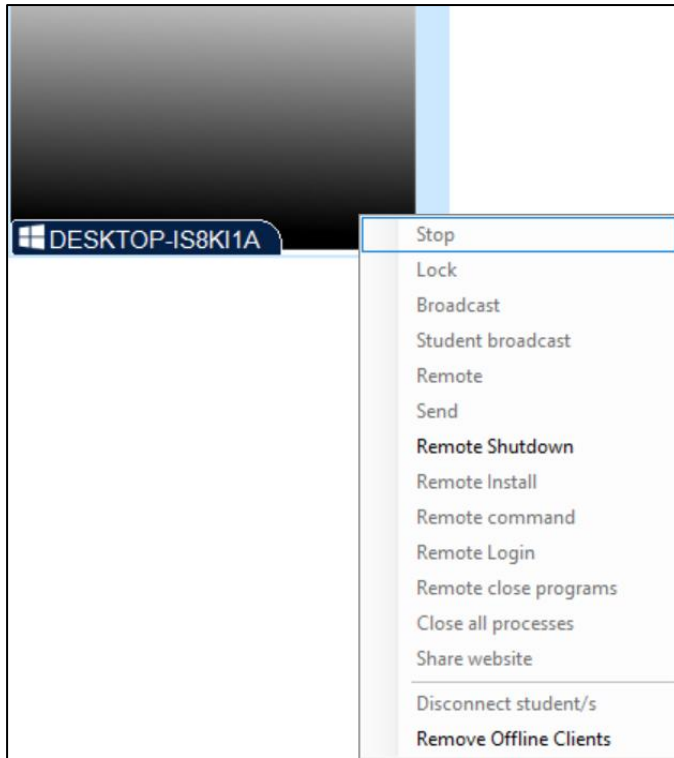 DESKTOP-IS8KI1A
Stop
Lock
Broadcast
Student broadcast
Remote
Send
Remote Shutdown
Remote Install
Remote command
Remote Login
Remote close programs
Close all processes
Share website
Disconnect student/s
Remove Offline Clients